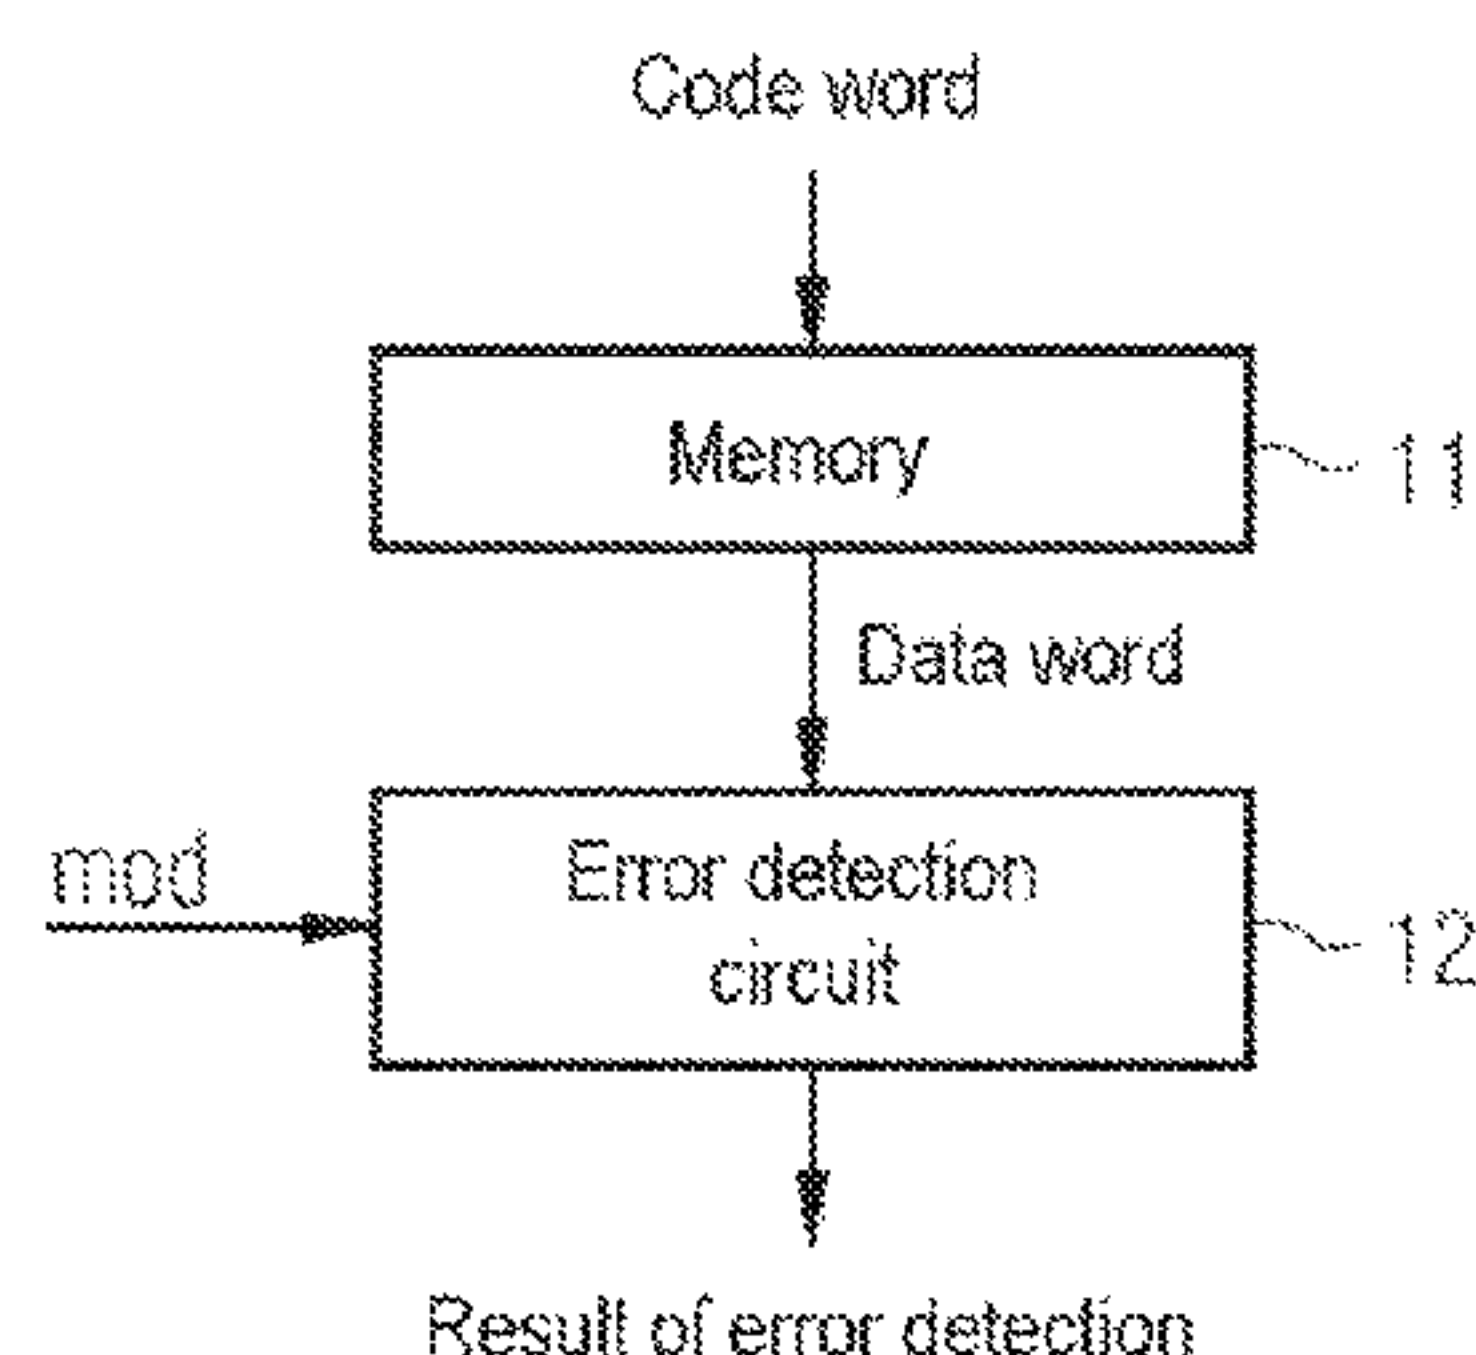 Code word
Memory
11
Data word
mod
Error detection
circuit
12
Result of error detection